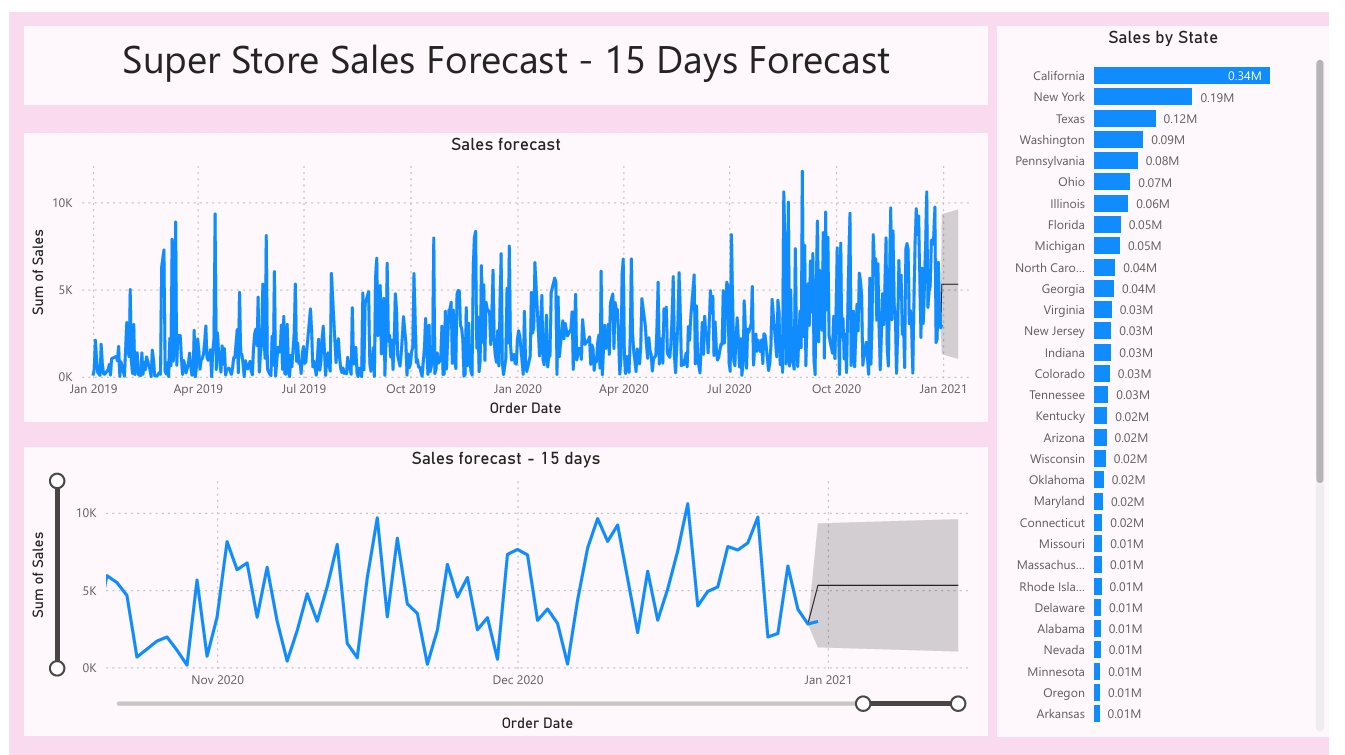 Super Store Sales Forecast - 15 Days Forecast
Sales forecast
Sum of Sales
10K
5K
0K
Jan 2019 Apr 2019 Jul 2019 Oct 2019 Jan 2020 Apr 2020 Jul 2020 Oct 2020 Jan 2021
Order Date
Sales forecast - 15 days
Sum of Sales
10K
5K
0K
Nov 2020 Dec 2020 Jan 2021
Order Date
Sales by State
California 0.34M
New York 0.19M
Texas 0.12M
Washington 0.09M
Pennsylvania 0.08M
Ohio 0.07M
Illinois 0.06M
Florida 0.05M
Michigan 0.05M
North Caro... 0.04M
Georgia 0.04M
Virginia 0.03M
New Jersey 0.03M
Indiana 0.03M
Colorado 0.03M
Tennessee 0.03M
Kentucky 0.02M
Arizona 0.02M
Wisconsin 0.02M
Oklahoma 0.02M
Maryland 0.02M
Connecticut 0.02M
Missouri 0.01M
Massachus... 0.01M
Rhode Isla... 0.01M
Delaware 0.01M
Alabama 0.01M
Nevada 0.01M
Minnesota 0.01M
Oregon 0.01M
Arkansas 0.01M